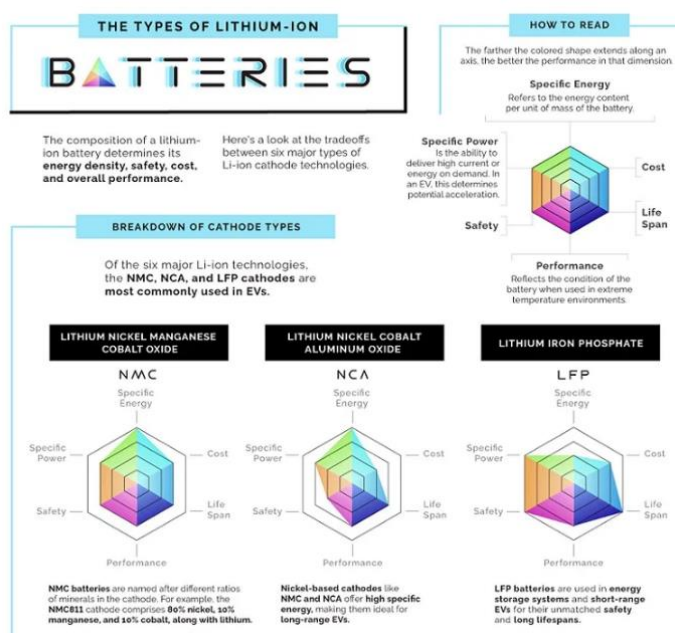 THE TYPES OF LITHIUM-ION
BATTERIES
The composition of a lithium-
ion battery determines its
energy density, safety, cost,
and overall performance.
Here's a look at the tradeoffs
between six major types of
Li-ion cathode technologies.
HOW TO READ
The farther the colored shape extends along an
axis, the better the performance in that dimension.
Specific Energy
Refers to the energy content
per unit of mass of the battery.
Specific Power
Is the ability to
deliver high current or
energy on demand. In
an EV, this determines
potential acceleration.
Cost
Safety
Life
Span
Performance
Reflects the condition of the
battery when used in extreme
temperature environments.
BREAKDOWN OF CATHODE TYPES
Of the six major Li-ion technologies,
the NMC, NCA, and LFP cathodes are
most commonly used in EVs.
LITHIUM NICKEL MANGANESE
COBALT OXIDE
NMC
Specific
Energy
Specific
Power
Cost
Safety
Life
Span
Performance
NMC batteries are named after different ratios
of minerals in the cathode. For example, the
NMC811 cathode comprises 80% nickel, 10%
manganese, and 10% cobalt, along with lithium.
LITHIUM NICKEL COBALT
ALUMINUM OXIDE
NCA
Specific
Energy
Specific
Power
Cost
Safety
Life
Span
Performance
Nickel-based cathodes like
NMC and NCA offer high specific
energy, making them ideal for
long-range EVs.
LITHIUM IRON PHOSPHATE
LFP
Specific
Energy
Specific
Power
Cost
Safety
Life
Span
Performance
LFP batteries are used in energy
storage systems and short-range
EVs for their unmatched safety
and long lifespans.